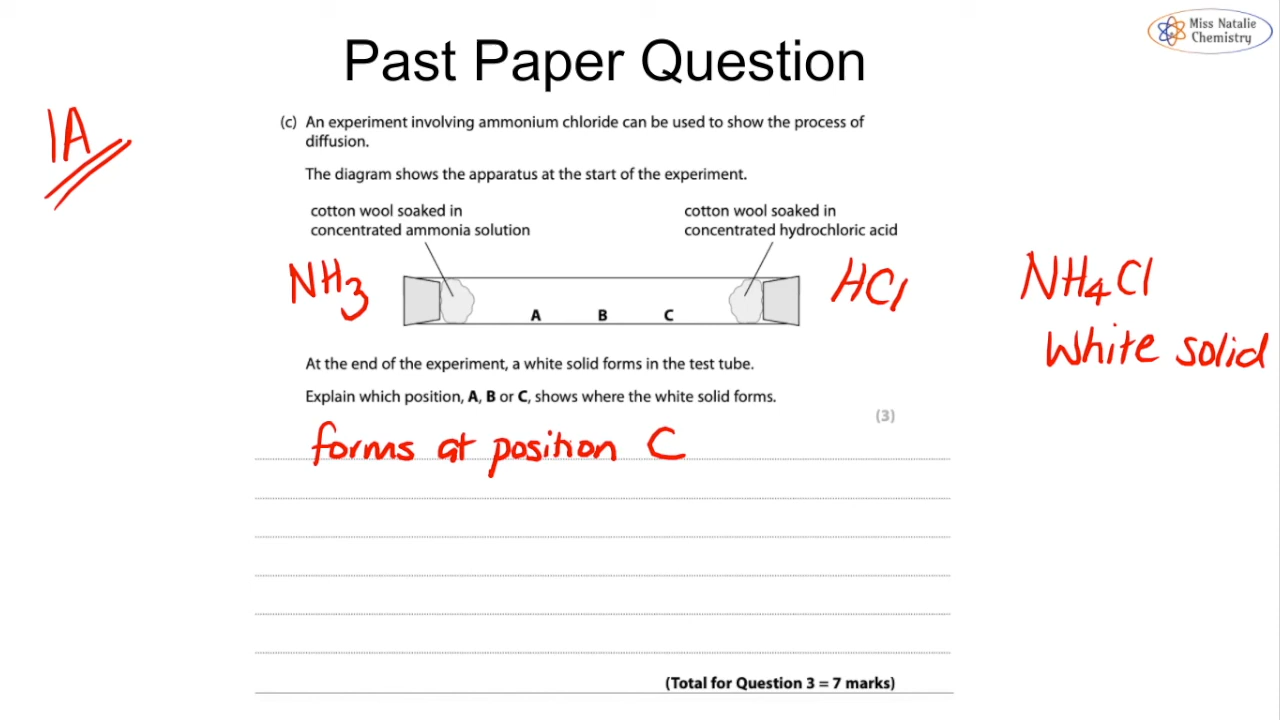 Miss Natalie
Chemistry
Past Paper Question
1A
(c) An experiment involving ammonium chloride can be used to show the process of
diffusion.
The diagram shows the apparatus at the start of the experiment.
cotton wool soaked in
concentrated ammonia solution
cotton wool soaked in
concentrated hydrochloric acid
NH3
HCl
NH4Cl
White solid
A B C
At the end of the experiment, a white solid forms in the test tube.
Explain which position, A, B or C, shows where the white solid forms.
(3)
forms at position C
(Total for Question 3 = 7 marks)